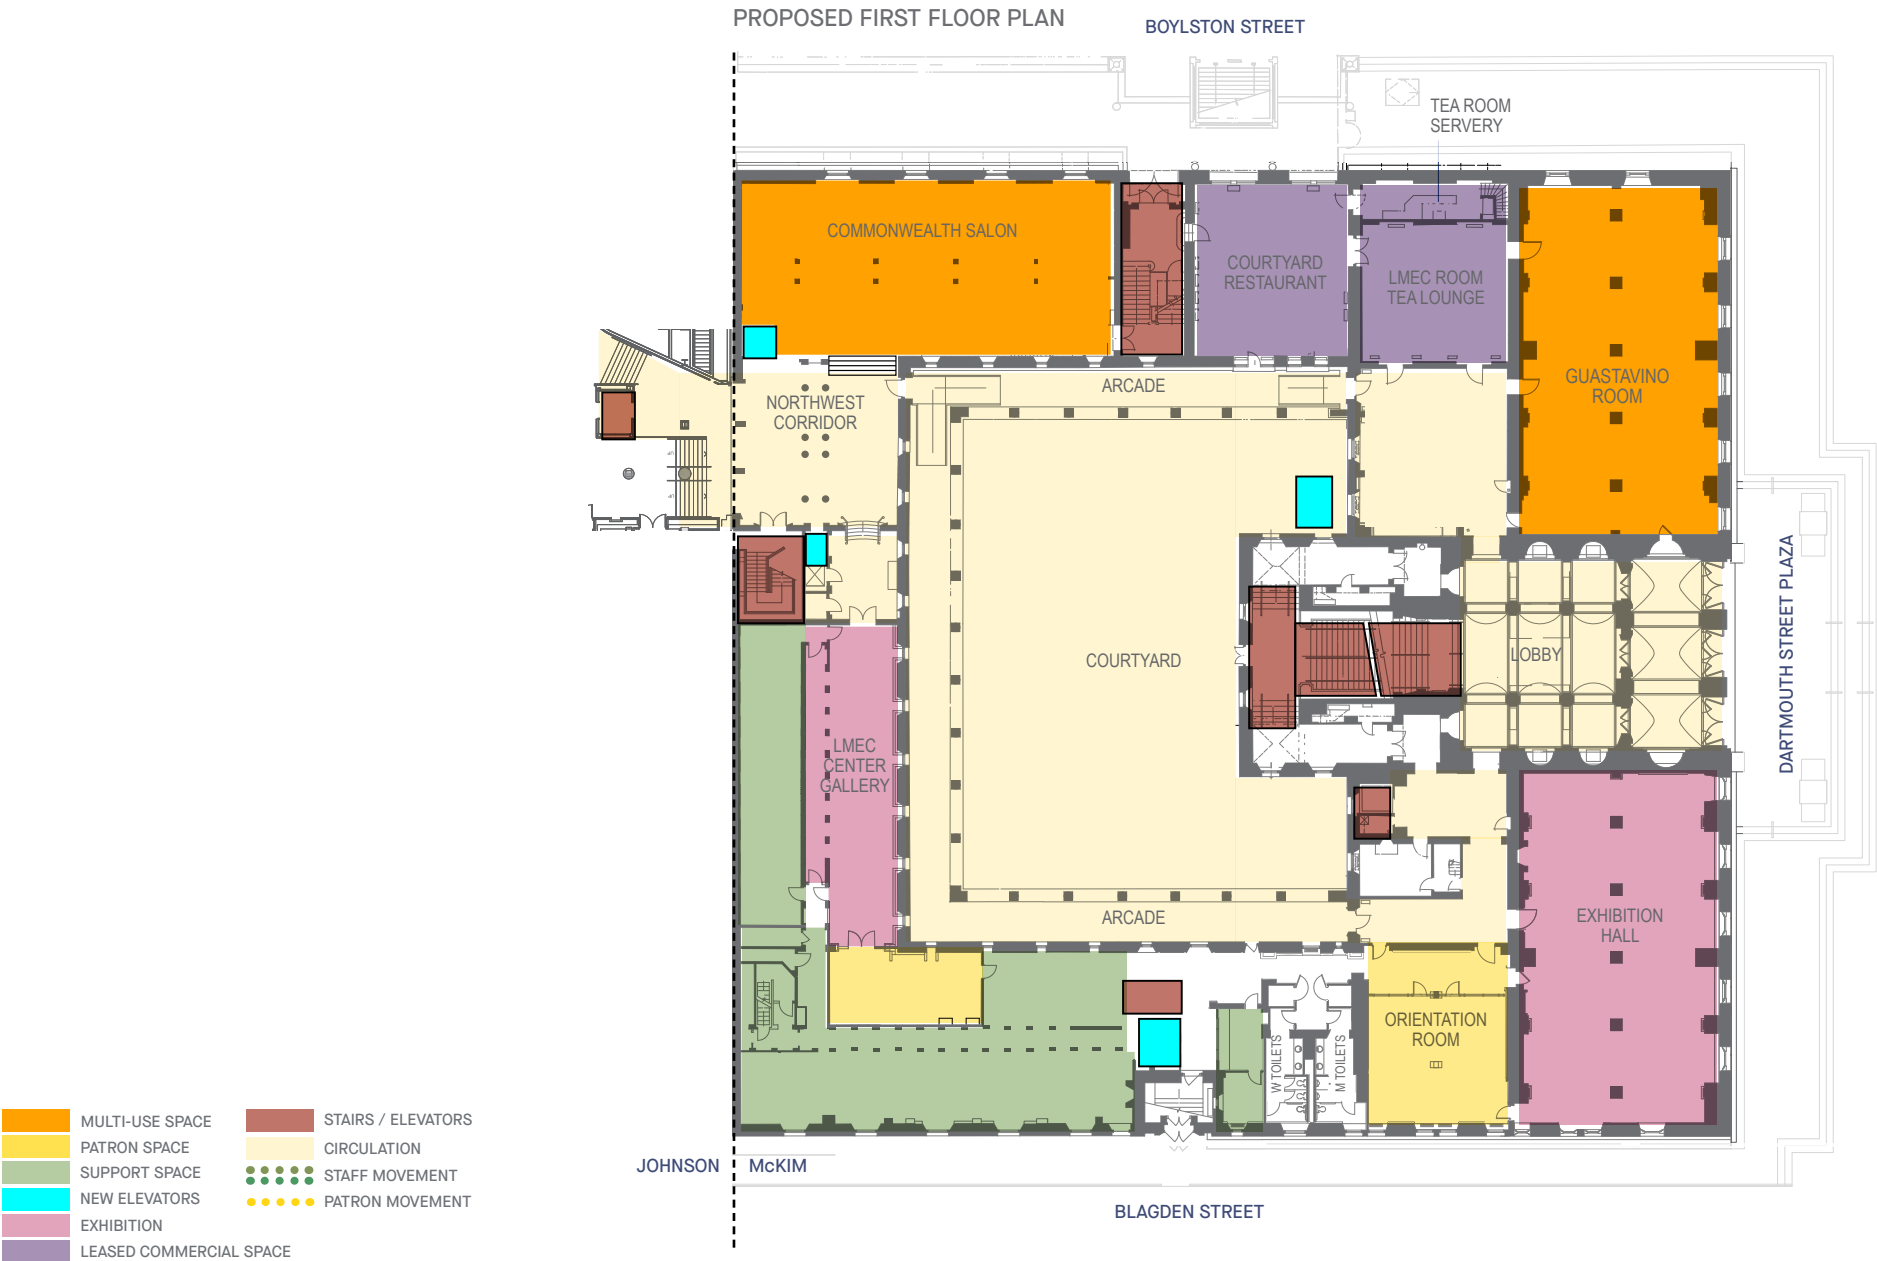 PROPOSED FIRST FLOOR PLAN
BOYLSTON STREET
TEA ROOM
SERVERY
COMMONWEALTH SALON
COURTYARD
RESTAURANT
LMEC ROOM
TEA LOUNGE
GUASTAVINO
ROOM
NORTHWEST
CORRIDOR
ARCADE
COURTYARD
LOBBY
DARTMOUTH STREET PLAZA
LMEC
CENTER
GALLERY
ARCADE
EXHIBITION
HALL
ORIENTATION
ROOM
W TOILETS
M TOILETS
MULTI-USE SPACE
PATRON SPACE
SUPPORT SPACE
NEW ELEVATORS
EXHIBITION
LEASED COMMERCIAL SPACE
STAIRS / ELEVATORS
CIRCULATION
STAFF MOVEMENT
PATRON MOVEMENT
JOHNSON
McKIM
BLAGDEN STREET